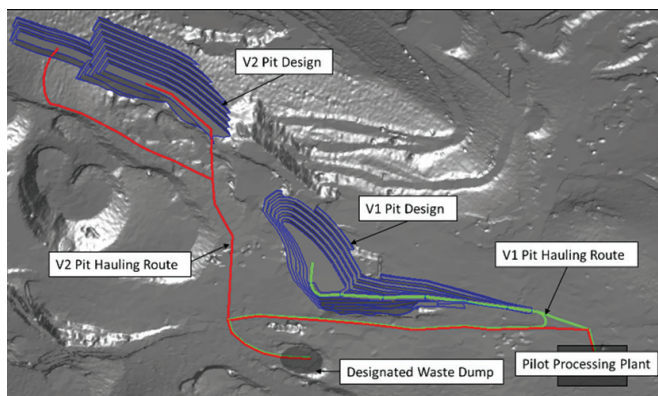 V2 Pit Design
V1 Pit Design
V1 Pit Hauling Route
V2 Pit Hauling Route
Pilot Processing Plant
Designated Waste Dump